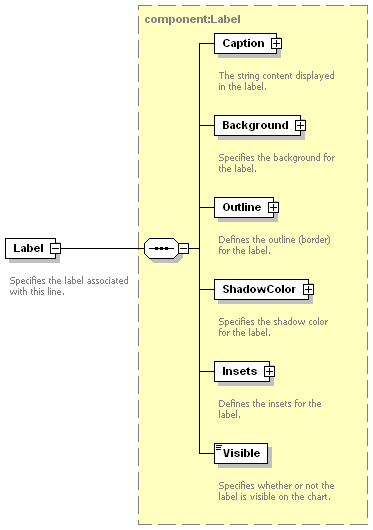 component:Label
Caption
The string content displayed
in the label.
Background
Specifies the background for
the label.
Outline
Defines the outline (border)
for the label.
Label
Specifies the label associated
with this line.
ShadowColor
Specifies the shadow color
for the label.
Insets
Defines the insets for the
label.
Visible
Specifies whether or not the
label is visible on the chart.